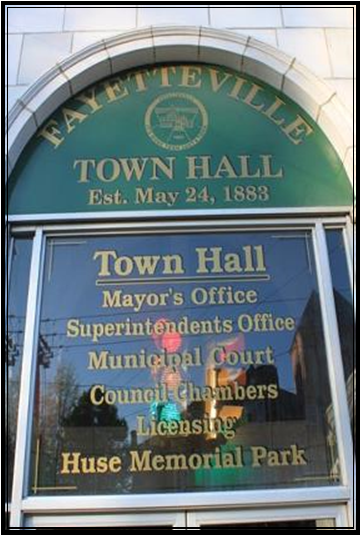 FAYETTEVILLE
TOWN HALL
Est. May 24, 1883
Town Hall
Mayor's Office
Superintendents Office
Municipal Court
Council Chambers
Licensing
Huse Memorial Park